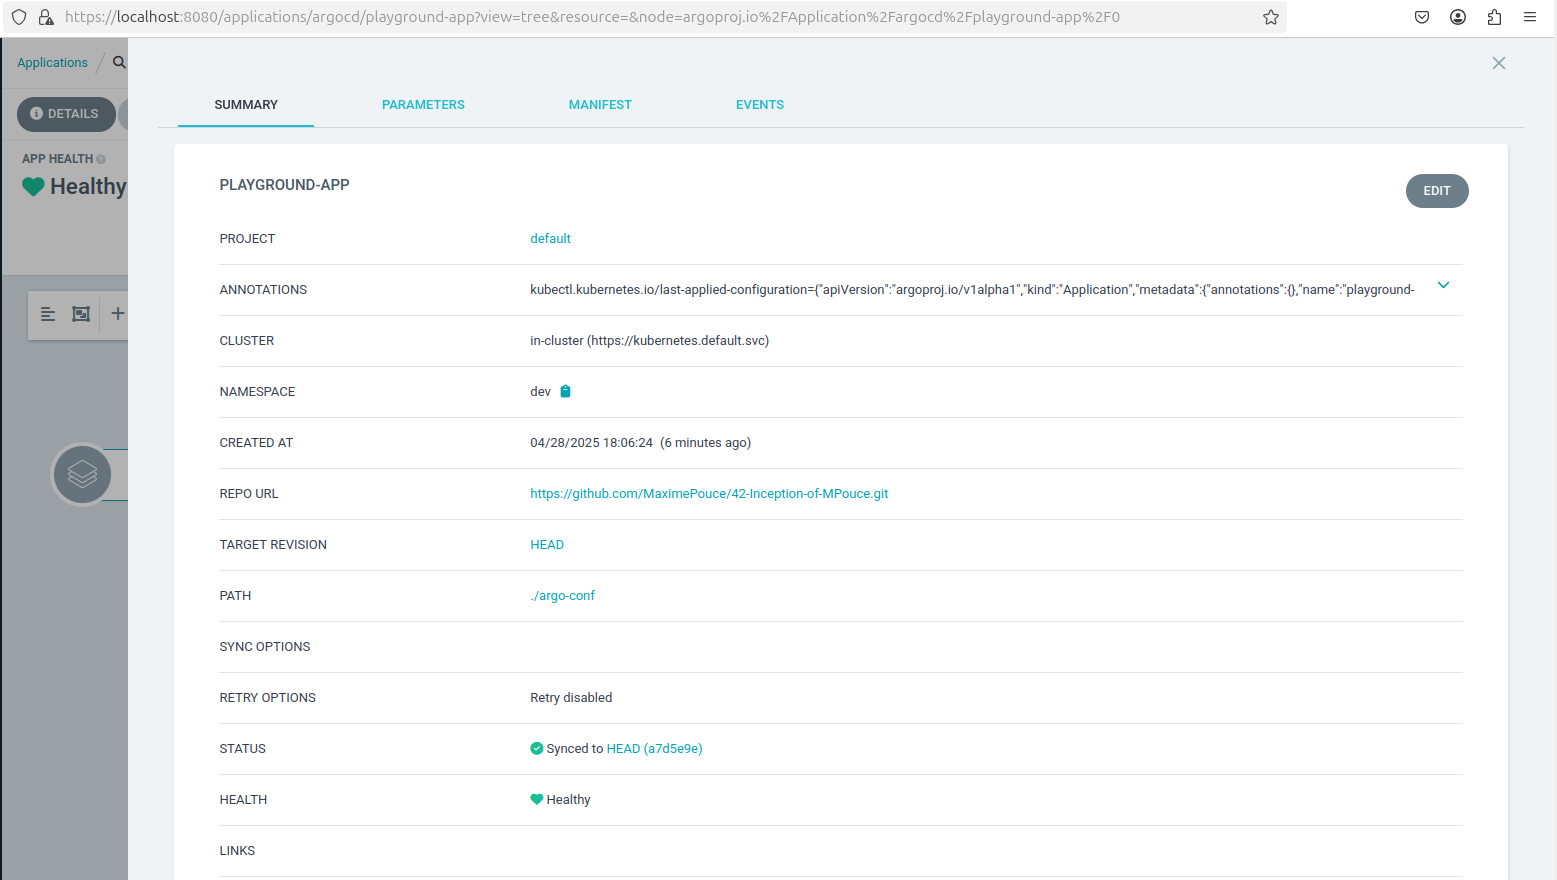 https://localhost:8080/applications/argocd/playground-app?view=tree&resource=&node=argoproj.io%2FApplication%2Fargocd%2Fplayground-app%2F0
Applications /
DETAILS
APP HEALTH
Healthy
SUMMARY PARAMETERS MANIFEST EVENTS
PLAYGROUND-APP
EDIT
PROJECT default
ANNOTATIONS kubectl.kubernetes.io/last-applied-configuration={"apiVersion":"argoproj.io/v1alpha1","kind":"Application","metadata":{"annotations":{},"name":"playground-
CLUSTER in-cluster (https://kubernetes.default.svc)
NAMESPACE dev
CREATED AT 04/28/2025 18:06:24 (6 minutes ago)
REPO URL https://github.com/MaximePouce/42-Inception-of-MPouce.git
TARGET REVISION HEAD
PATH ./argo-conf
SYNC OPTIONS
RETRY OPTIONS Retry disabled
STATUS Synced to HEAD (a7d5e9e)
HEALTH Healthy
LINKS